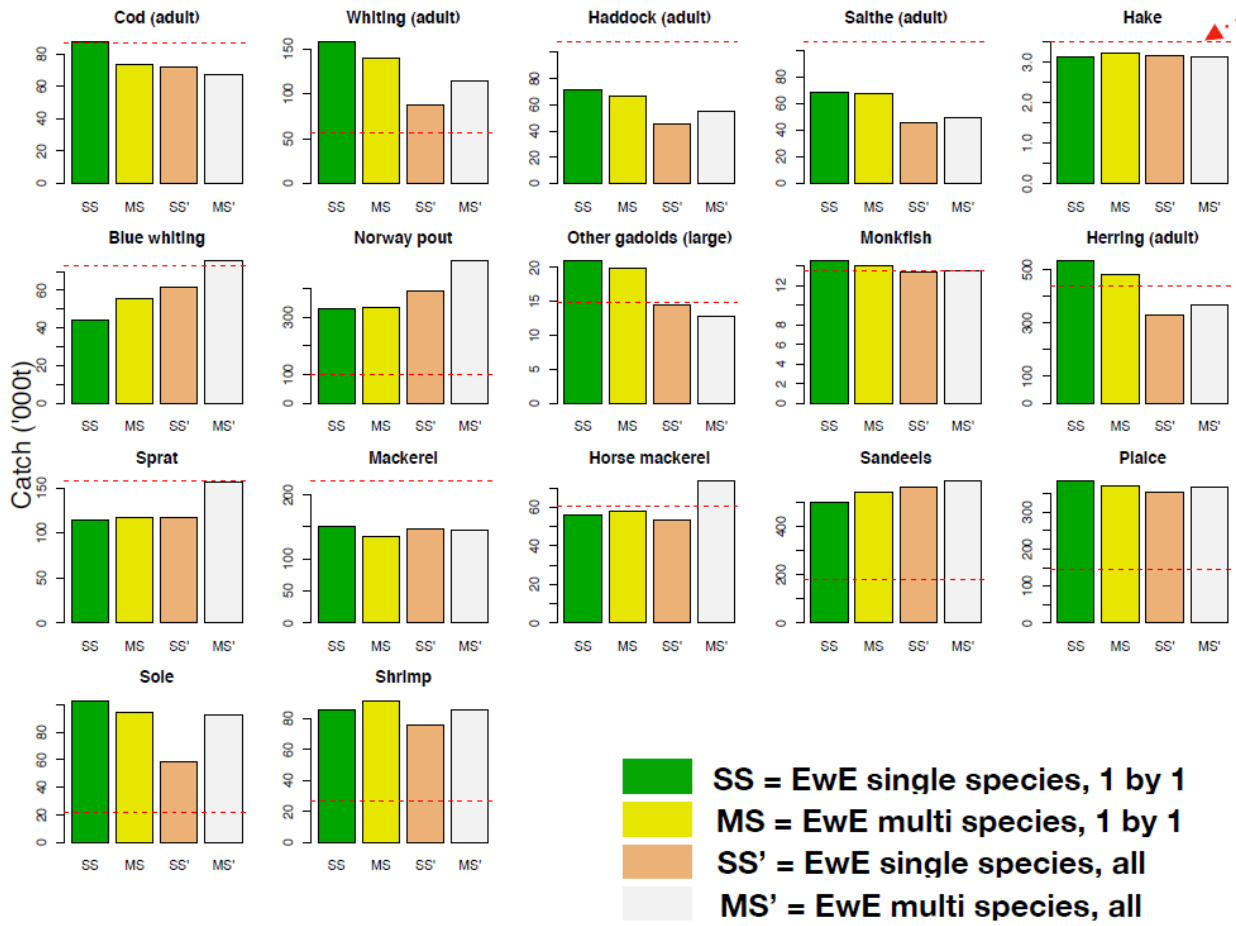 Cod (adult) Whiting (adult) Haddock (adult) Saithe (adult) Hake
0 20 40 60 80
0 50 100 150
0 20 40 60 80
0 20 40 60 80
0.0 1.0 2.0 3.0
SS MS SS' MS' SS MS SS' MS' SS MS SS' MS' SS MS SS' MS' SS MS SS' MS'
Blue whiting Norway pout Other gadoids (large) Monkfish Herring (adult)
0 20 40 60
0 100 300
0 5 10 15 20
0 2 4 6 8 12
0 100 300 500
SS MS SS' MS' SS MS SS' MS' SS MS SS' MS' SS MS SS' MS' SS MS SS' MS'
Catch ('000t)
Sprat Mackerel Horse mackerel Sandeels Plaice
0 50 100 150
0 50 100 200
0 20 40 60
0 200 400
0 100 200 300
SS MS SS' MS' SS MS SS' MS' SS MS SS' MS' SS MS SS' MS' SS MS SS' MS'
Sole Shrimp
0 20 40 60 80
0 20 40 60 80
SS MS SS' MS' SS MS SS' MS'
SS = EwE single species, 1 by 1
MS = EwE multi species, 1 by 1
SS’ = EwE single species, all
MS’ = EwE multi species, all